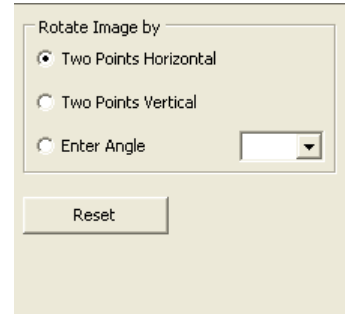 Rotate Image by
Two Points Horizontal
Two Points Vertical
Enter Angle
Reset